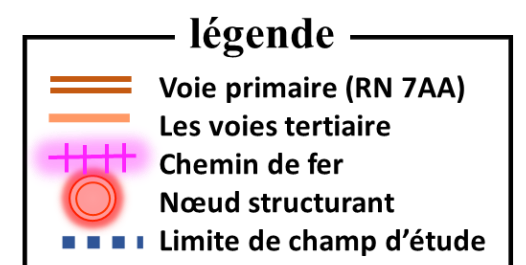 légende
Voie primaire (RN 7AA)
Les voies tertiaire
Chemin de fer
Nœud structurant
Limite de champ d’étude